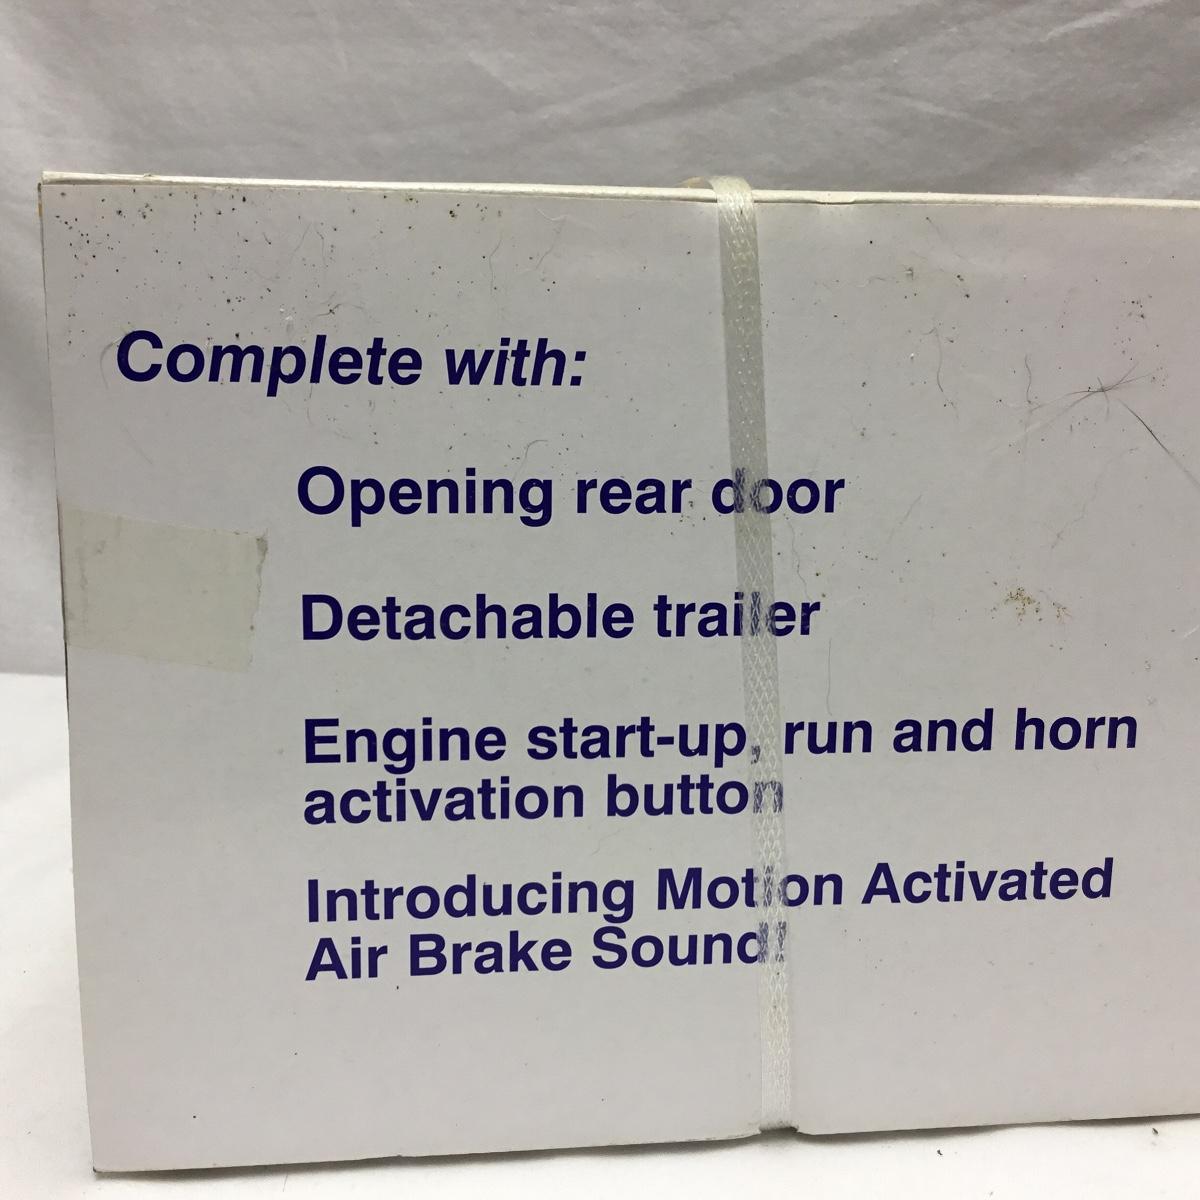 Complete with:
Opening rear door
Detachable trailer
Engine start-up, run and horn
activation button
Introducing Motion Activated
Air Brake Sound!